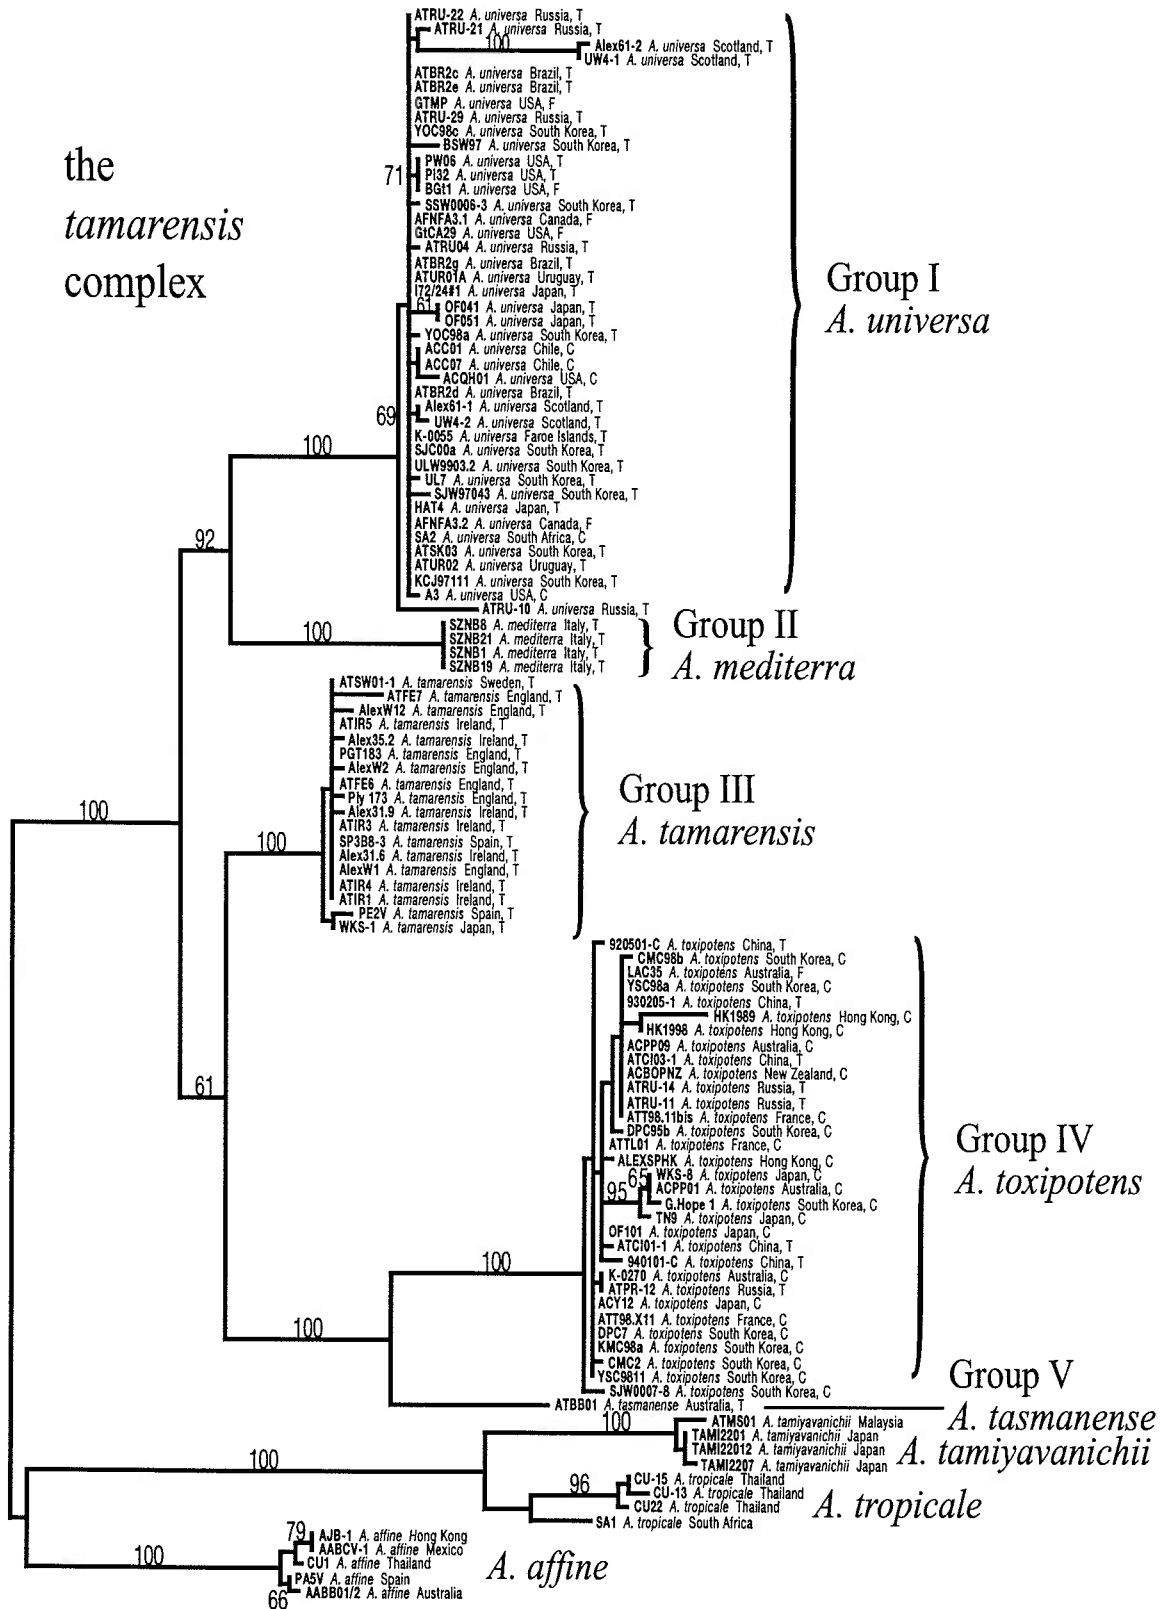 ATRU-22 A. universa Russia, T
ATRU-21 A. universa Russia, T
100
Alex61-2 A. universa Scotland, T
UW4-1 A. universa Scotland, T
ATBR2c A. universa Brazil, T
ATBR2e A. universa Brazil, T
GTMP A. universa USA, F
ATRU-29 A. universa Russia, T
YOC98c A. universa South Korea, T
BSW97 A. universa South Korea, T
the
tamarensis
complex
71
PW06 A. universa USA, T
PI32 A. universa USA, T
BGt1 A. universa USA, F
SSW0006-3 A. universa South Korea, T
AFNFA3.1 A. universa Canada, F
GtCA29 A. universa USA, F
ATRU04 A. universa Russia, T
ATBR2g A. universa Brazil, T
ATUR01A A. universa Uruguay, T
I72/24#1 A. universa Japan, T
Group I
A. universa
61
OF041 A. universa Japan, T
OF051 A. universa Japan, T
YOC98a A. universa South Korea, T
ACC01 A. universa Chile, C
ACC07 A. universa Chile, C
ACQH01 A. universa USA, C
ATBR2d A. universa Brazil, T
Alex61-1 A. universa Scotland, T
69
UW4-2 A. universa Scotland, T
K-0055 A. universa Faroe Islands, T
100
SJC00a A. universa South Korea, T
ULW9903.2 A. universa South Korea, T
UL7 A. universa South Korea, T
SJW97043 A. universa South Korea, T
HAT4 A. universa Japan, T
AFNFA3.2 A. universa Canada, F
SA2 A. universa South Africa, C
92
ATSK03 A. universa South Korea, T
ATUR02 A. universa Uruguay, T
KCJ97111 A. universa South Korea, T
A3 A. universa USA, C
ATRU-10 A. universa Russia, T
100
SZNB8 A. mediterra Italy, T
SZNB21 A. mediterra Italy, T
SZNB1 A. mediterra Italy, T
SZNB19 A. mediterra Italy, T
Group II
A. mediterra
ATSW01-1 A. tamarensis Sweden, T
ATFE7 A. tamarensis England, T
AlexW12 A. tamarensis England, T
ATIR5 A. tamarensis Ireland, T
Alex35.2 A. tamarensis Ireland, T
PGT183 A. tamarensis England, T
AlexW2 A. tamarensis England, T
ATFE6 A. tamarensis England, T
Ply 173 A. tamarensis England, T
Alex31.9 A. tamarensis Ireland, T
Group III
A. tamarensis
100
ATIR3 A. tamarensis Ireland, T
SP3B8-3 A. tamarensis Spain, T
100
Alex31.6 A. tamarensis Ireland, T
AlexW1 A. tamarensis England, T
ATIR4 A. tamarensis Ireland, T
ATIR1 A. tamarensis Ireland, T
PE2V A. tamarensis Spain, T
WKS-1 A. tamarensis Japan, T
920501-C A. toxipotens China, T
CMC98b A. toxipotens South Korea, C
LAC35 A. toxipotens Australia, F
YSC98a A. toxipotens South Korea, C
930205-1 A. toxipotens China, T
HK1989 A. toxipotens Hong Kong, C
HK1998 A. toxipotens Hong Kong, C
ACPP09 A. toxipotens Australia, C
ATCI03-1 A. toxipotens China, T
ACBOPNZ A. toxipotens New Zealand, C
61
ATRU-14 A. toxipotens Russia, T
ATRU-11 A. toxipotens Russia, T
ATT98.11bis A. toxipotens France, C
DPC95b A. toxipotens South Korea, C
ATTL01 A. toxipotens France, C
ALEXSPHK A. toxipotens Hong Kong, C
Group IV
A. toxipotens
65
WKS-8 A. toxipotens Japan, C
95
ACPP01 A. toxipotens Australia, C
G.Hope 1 A. toxipotens South Korea, C
TN9 A. toxipotens Japan, C
OF101 A. toxipotens Japan, C
ATCI01-1 A. toxipotens China, T
100
940101-C A. toxipotens China, T
K-0270 A. toxipotens Australia, C
ATPR-12 A. toxipotens Russia, T
ACY12 A. toxipotens Japan, C
ATT98.X11 A. toxipotens France, C
100
DPC7 A. toxipotens South Korea, C
KMC98a A. toxipotens South Korea, C
CMC2 A. toxipotens South Korea, C
YSC9811 A. toxipotens South Korea, C
SJW0007-8 A. toxipotens South Korea, C
ATBB01 A. tasmanense Australia, T
Group V
A. tasmanense
100
ATMS01 A. tamiyavanichii Malaysia
TAMI2201 A. tamiyavanichii Japan
TAMI22012 A. tamiyavanichii Japan
TAMI2207 A. tamiyavanichii Japan
A. tamiyavanichii
100
96
CU-15 A. tropicale Thailand
CU-13 A. tropicale Thailand
CU22 A. tropicale Thailand
SA1 A. tropicale South Africa
A. tropicale
79
AJB-1 A. affine Hong Kong
AABCV-1 A. affine Mexico
100
CU1 A. affine Thailand
PA5V A. affine Spain
AABB01/2 A. affine Australia
66
A. affine